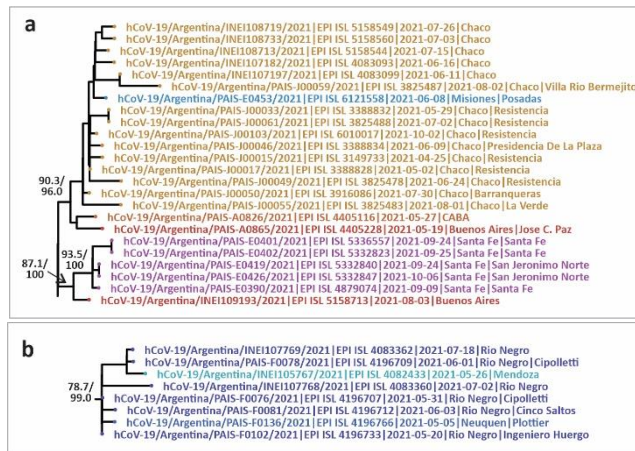 a
hCoV-19/Argentina/INEI108719/2021|EPI ISL 5158549|2021-07-26|Chaco
hCoV-19/Argentina/INEI108733/2021|EPI ISL 5158560|2021-07-03|Chaco
hCoV-19/Argentina/INEI108713/2021|EPI ISL 5158544|2021-07-15|Chaco
hCoV-19/Argentina/INEI107182/2021|EPI ISL 4083093|2021-06-16|Chaco
hCoV-19/Argentina/INEI107197/2021|EPI ISL 4083099|2021-06-11|Chaco
hCoV-19/Argentina/PAIS-J00059/2021|EPI ISL 3825487|2021-08-02|Chaco|Villa Rio Bermejito
hCoV-19/Argentina/PAIS-E0453/2021|EPI ISL 6121558|2021-06-08|Misiones|Posadas
hCoV-19/Argentina/PAIS-J00033/2021|EPI ISL 3388832|2021-05-29|Chaco|Resistencia
hCoV-19/Argentina/PAIS-J00061/2021|EPI ISL 3825488|2021-07-02|Chaco|Resistencia
hCoV-19/Argentina/PAIS-J00103/2021|EPI ISL 6010017|2021-10-02|Chaco|Resistencia
hCoV-19/Argentina/PAIS-J00046/2021|EPI ISL 3388834|2021-06-09|Chaco|Presidencia De La Plaza
hCoV-19/Argentina/PAIS-J00015/2021|EPI ISL 3149733|2021-04-25|Chaco|Resistencia
hCoV-19/Argentina/PAIS-J00017/2021|EPI ISL 3388828|2021-05-02|Chaco|Resistencia
hCoV-19/Argentina/PAIS-J00049/2021|EPI ISL 3825478|2021-06-24|Chaco|Resistencia
hCoV-19/Argentina/PAIS-J00050/2021|EPI ISL 3916086|2021-07-30|Chaco|Barranqueras
90.3/
96.0
hCoV-19/Argentina/PAIS-J00055/2021|EPI ISL 3825483|2021-08-01|Chaco|La Verde
hCoV-19/Argentina/PAIS-A0826/2021|EPI ISL 4405116|2021-05-27|CABA
hCoV-19/Argentina/PAIS-A0865/2021|EPI ISL 4405228|2021-05-19|Buenos Aires|Jose C. Paz
93.5/
100
hCoV-19/Argentina/PAIS-E0401/2021|EPI ISL 5336557|2021-09-24|Santa Fe|Santa Fe
hCoV-19/Argentina/PAIS-E0402/2021|EPI ISL 5332823|2021-09-25|Santa Fe|Santa Fe
87.1/
100
hCoV-19/Argentina/PAIS-E0419/2021|EPI ISL 5332840|2021-09-24|Santa Fe|San Jeronimo Norte
hCoV-19/Argentina/PAIS-E0426/2021|EPI ISL 5332847|2021-10-06|Santa Fe|San Jeronimo Norte
hCoV-19/Argentina/PAIS-E0390/2021|EPI ISL 4879074|2021-09-09|Santa Fe|Santa Fe
hCoV-19/Argentina/INEI109193/2021|EPI ISL 5158713|2021-08-03|Buenos Aires
b
hCoV-19/Argentina/INEI107769/2021|EPI ISL 4083362|2021-07-18|Rio Negro
hCoV-19/Argentina/PAIS-F0078/2021|EPI ISL 4196709|2021-06-01|Rio Negro|Cipolletti
hCoV-19/Argentina/INEI105767/2021|EPI ISL 4082433|2021-05-26|Mendoza
78.7/
99.0
hCoV-19/Argentina/INEI107768/2021|EPI ISL 4083360|2021-07-02|Rio Negro
hCoV-19/Argentina/PAIS-F0076/2021|EPI ISL 4196707|2021-05-31|Rio Negro|Cipolletti
hCoV-19/Argentina/PAIS-F0081/2021|EPI ISL 4196712|2021-06-03|Rio Negro|Cinco Saltos
hCoV-19/Argentina/PAIS-F0136/2021|EPI ISL 4196766|2021-05-05|Neuquen|Plottier
hCoV-19/Argentina/PAIS-F0102/2021|EPI ISL 4196733|2021-05-20|Rio Negro|Ingeniero Huergo